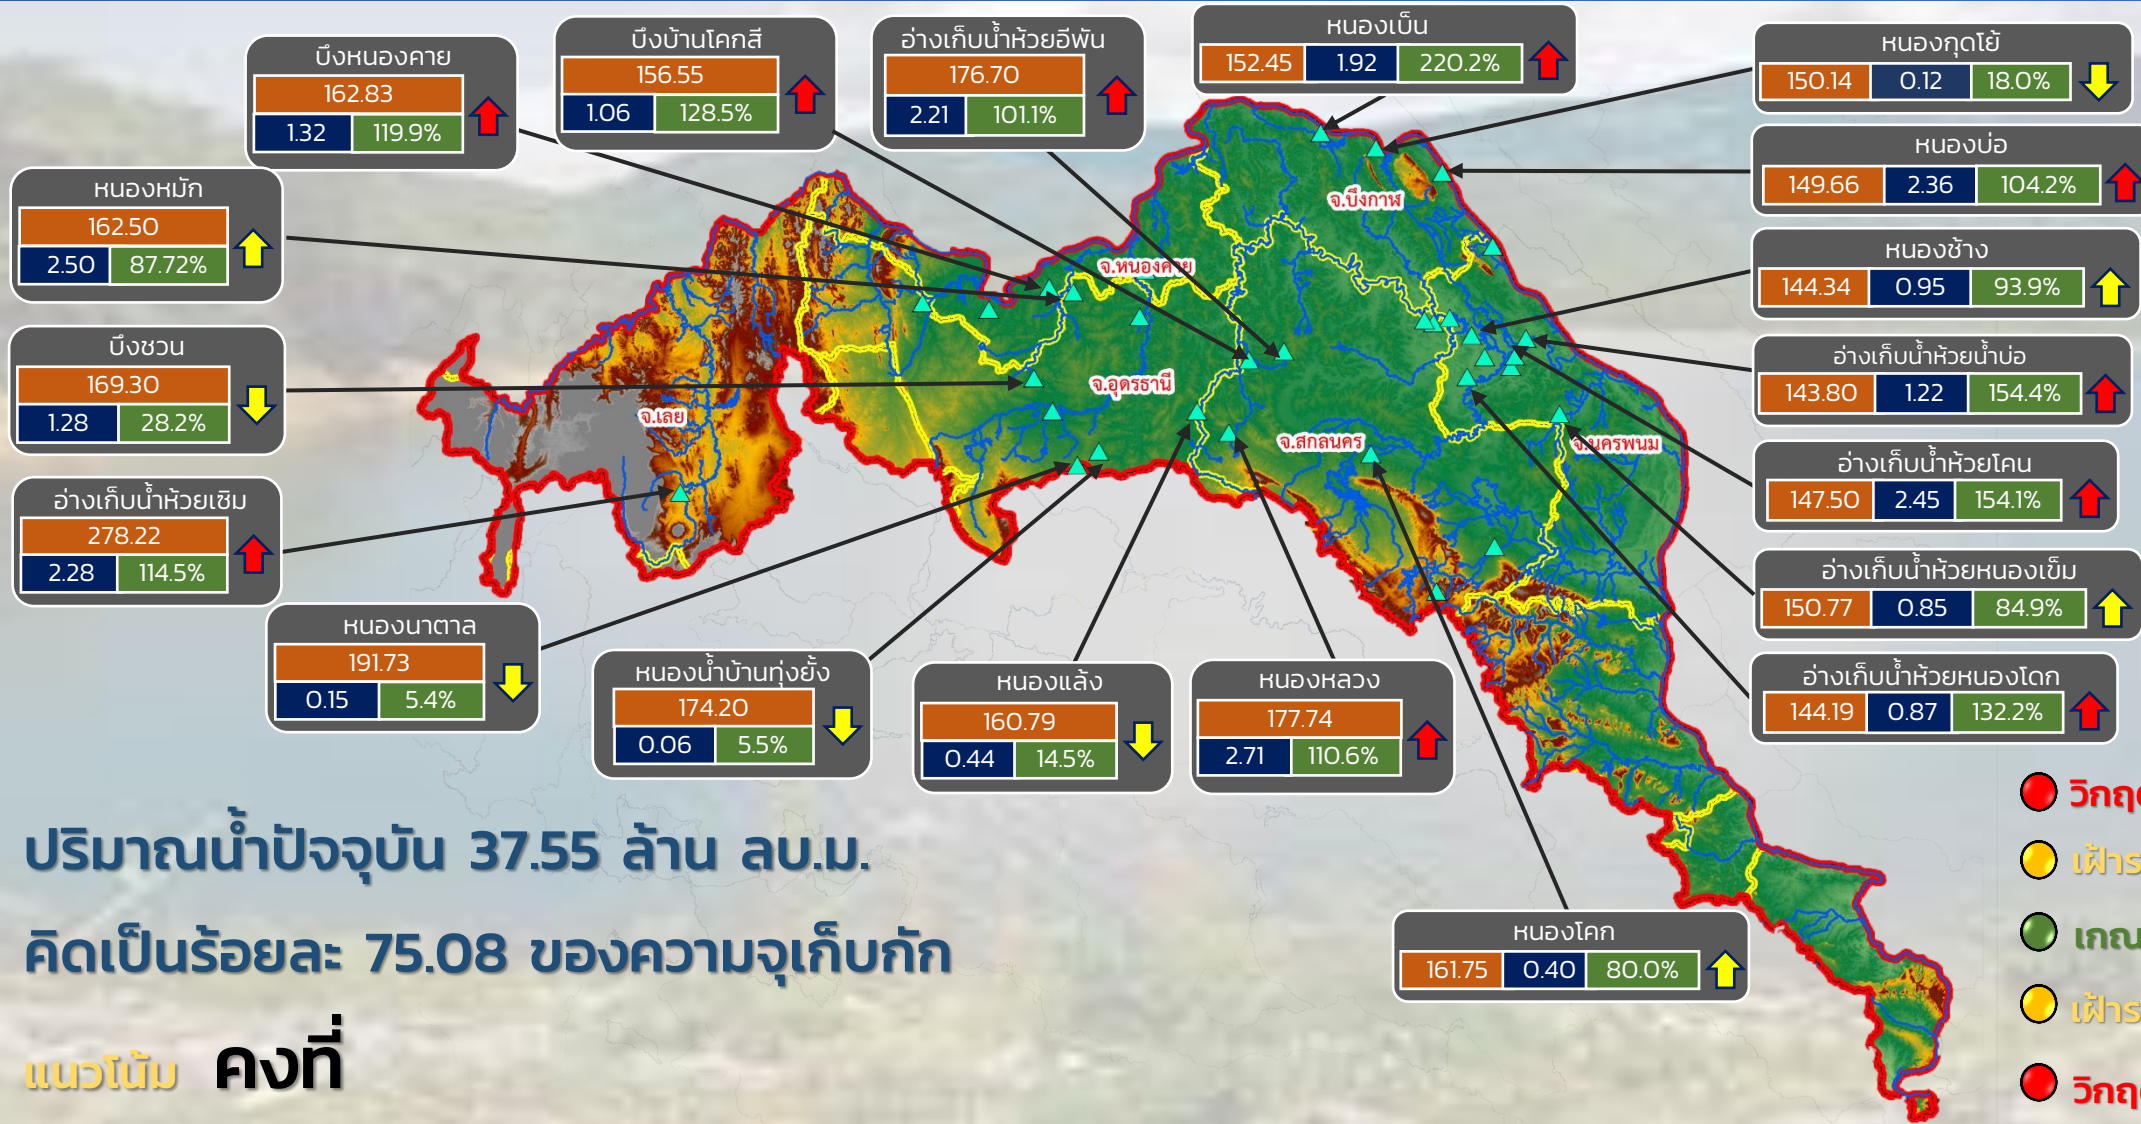 บึงหนองคาย
162.83
1.32 119.9%
บึงบ้านโคกสี
156.55
1.06 128.5%
อ่างเก็บน้ำห้วยอีพัน
176.70
2.21 101.1%
หนองเบ็น
152.45 1.92 220.2%
หนองกุดโย้
150.14 0.12 18.0%
หนองหมัก
162.50
2.50 87.72%
หนองบ่อ
149.66 2.36 104.2%
หนองช้าง
144.34 0.95 93.9%
บึงชวน
169.30
1.28 28.2%
อ่างเก็บน้ำห้วยน้ำบ่อ
143.80 1.22 154.4%
อ่างเก็บน้ำห้วยโคน
147.50 2.45 154.1%
อ่างเก็บน้ำห้วยเซิม
278.22
2.28 114.5%
อ่างเก็บน้ำห้วยหนองเข็ม
150.77 0.85 84.9%
อ่างเก็บน้ำห้วยหนองโดก
144.19 0.87 132.2%
หนองนาตาล
191.73
0.15 5.4%
หนองน้ำบ้านทุ่งยั้ง
174.20
0.06 5.5%
หนองแล้ง
160.79
0.44 14.5%
หนองหลวง
177.74
2.71 110.6%
หนองโคก
161.75 0.40 80.0%
จ.บึงกาฬ
จ.หนองคาย
จ.อุดรธานี
จ.เลย
จ.สกลนคร
จ.นครพนม
ปริมาณน้ำปัจจุบัน 37.55 ล้าน ลบ.ม.
คิดเป็นร้อยละ 75.08 ของความจุเก็บกัก
แนวโน้ม คงที่